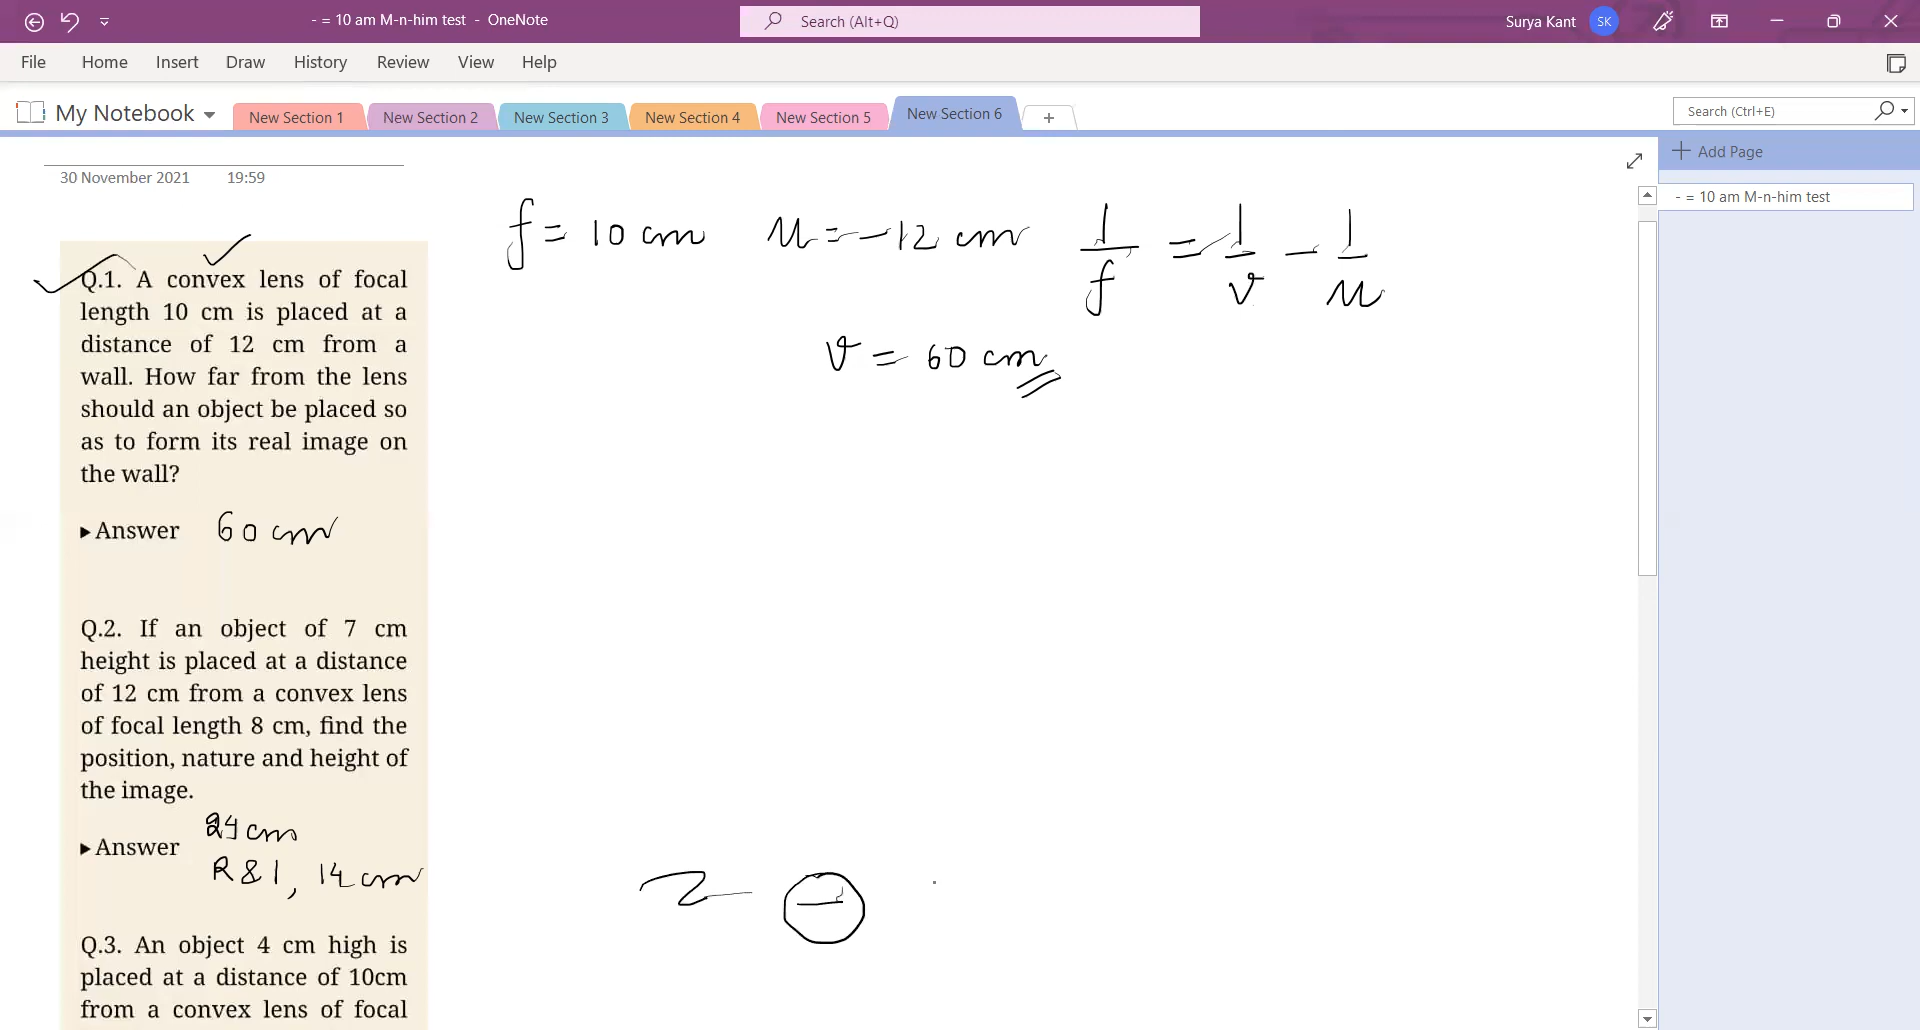 - = 10 am M-n-him test - OneNote
Search (Alt+Q)
Surya Kant
SK
File Home Insert Draw History Review View Help
My Notebook
New Section 1
New Section 2
New Section 3
New Section 4
New Section 5
New Section 6
+
Search (Ctrl+E)
Add Page
- = 10 am M-n-him test
30 November 2021 19:59
f = 10 cm u = -12 cm 1/f = 1/v - 1/u
v = 60 cm
Q.1. A convex lens of focal
length 10 cm is placed at a
distance of 12 cm from a
wall. How far from the lens
should an object be placed so
as to form its real image on
the wall?
▸Answer 60 cm
Q.2. If an object of 7 cm
height is placed at a distance
of 12 cm from a convex lens
of focal length 8 cm, find the
position, nature and height of
the image.
24 cm
▸Answer
R & I, 14 cm
Q.3. An object 4 cm high is
placed at a distance of 10cm
from a convex lens of focal